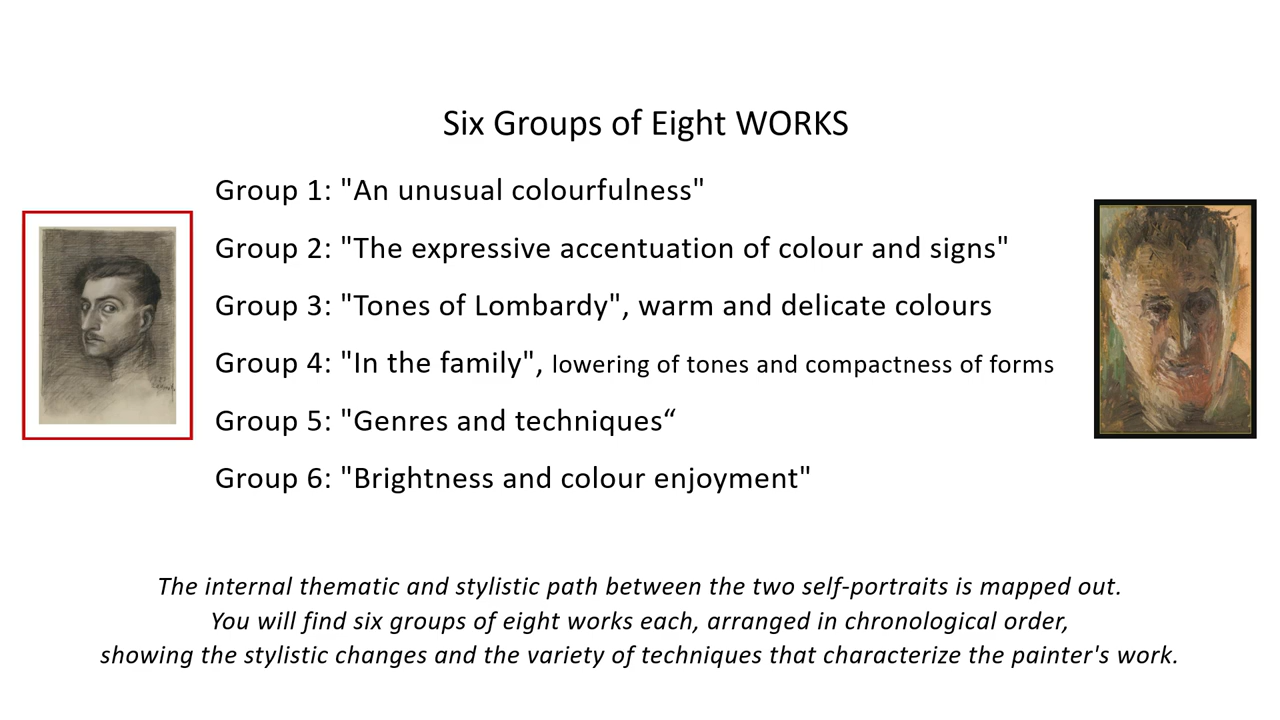 Six Groups of Eight WORKS
Group 1: "An unusual colourfulness"
Group 2: "The expressive accentuation of colour and signs"
Group 3: "Tones of Lombardy", warm and delicate colours
Group 4: "In the family", lowering of tones and compactness of forms
Group 5: "Genres and techniques“
Group 6: "Brightness and colour enjoyment"
The internal thematic and stylistic path between the two self-portraits is mapped out.
You will find six groups of eight works each, arranged in chronological order,
showing the stylistic changes and the variety of techniques that characterize the painter's work.